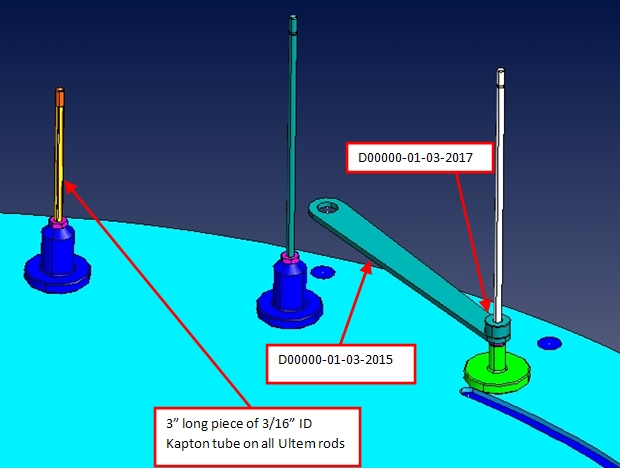 D00000-01-03-2017
D00000-01-03-2015
3” long piece of 3/16” ID
Kapton tube on all Ultem rods